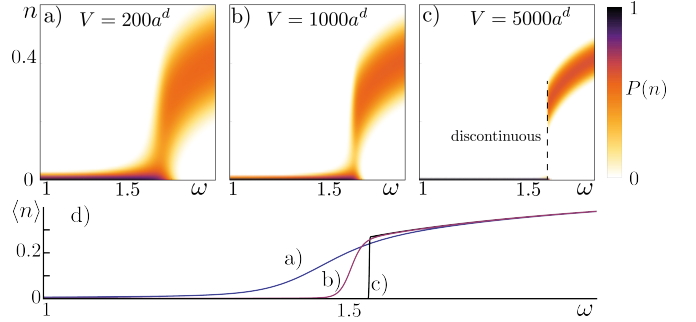 n a) V = 200a^d b) V = 1000a^d c) V = 5000a^d 1
0.4 P(n)
discontinuous
0 1 1.5 ω 1 1.5 ω 1 1.5 ω 0
⟨n⟩ d)
0.2 a)
b) c)
0
1 1.5 ω